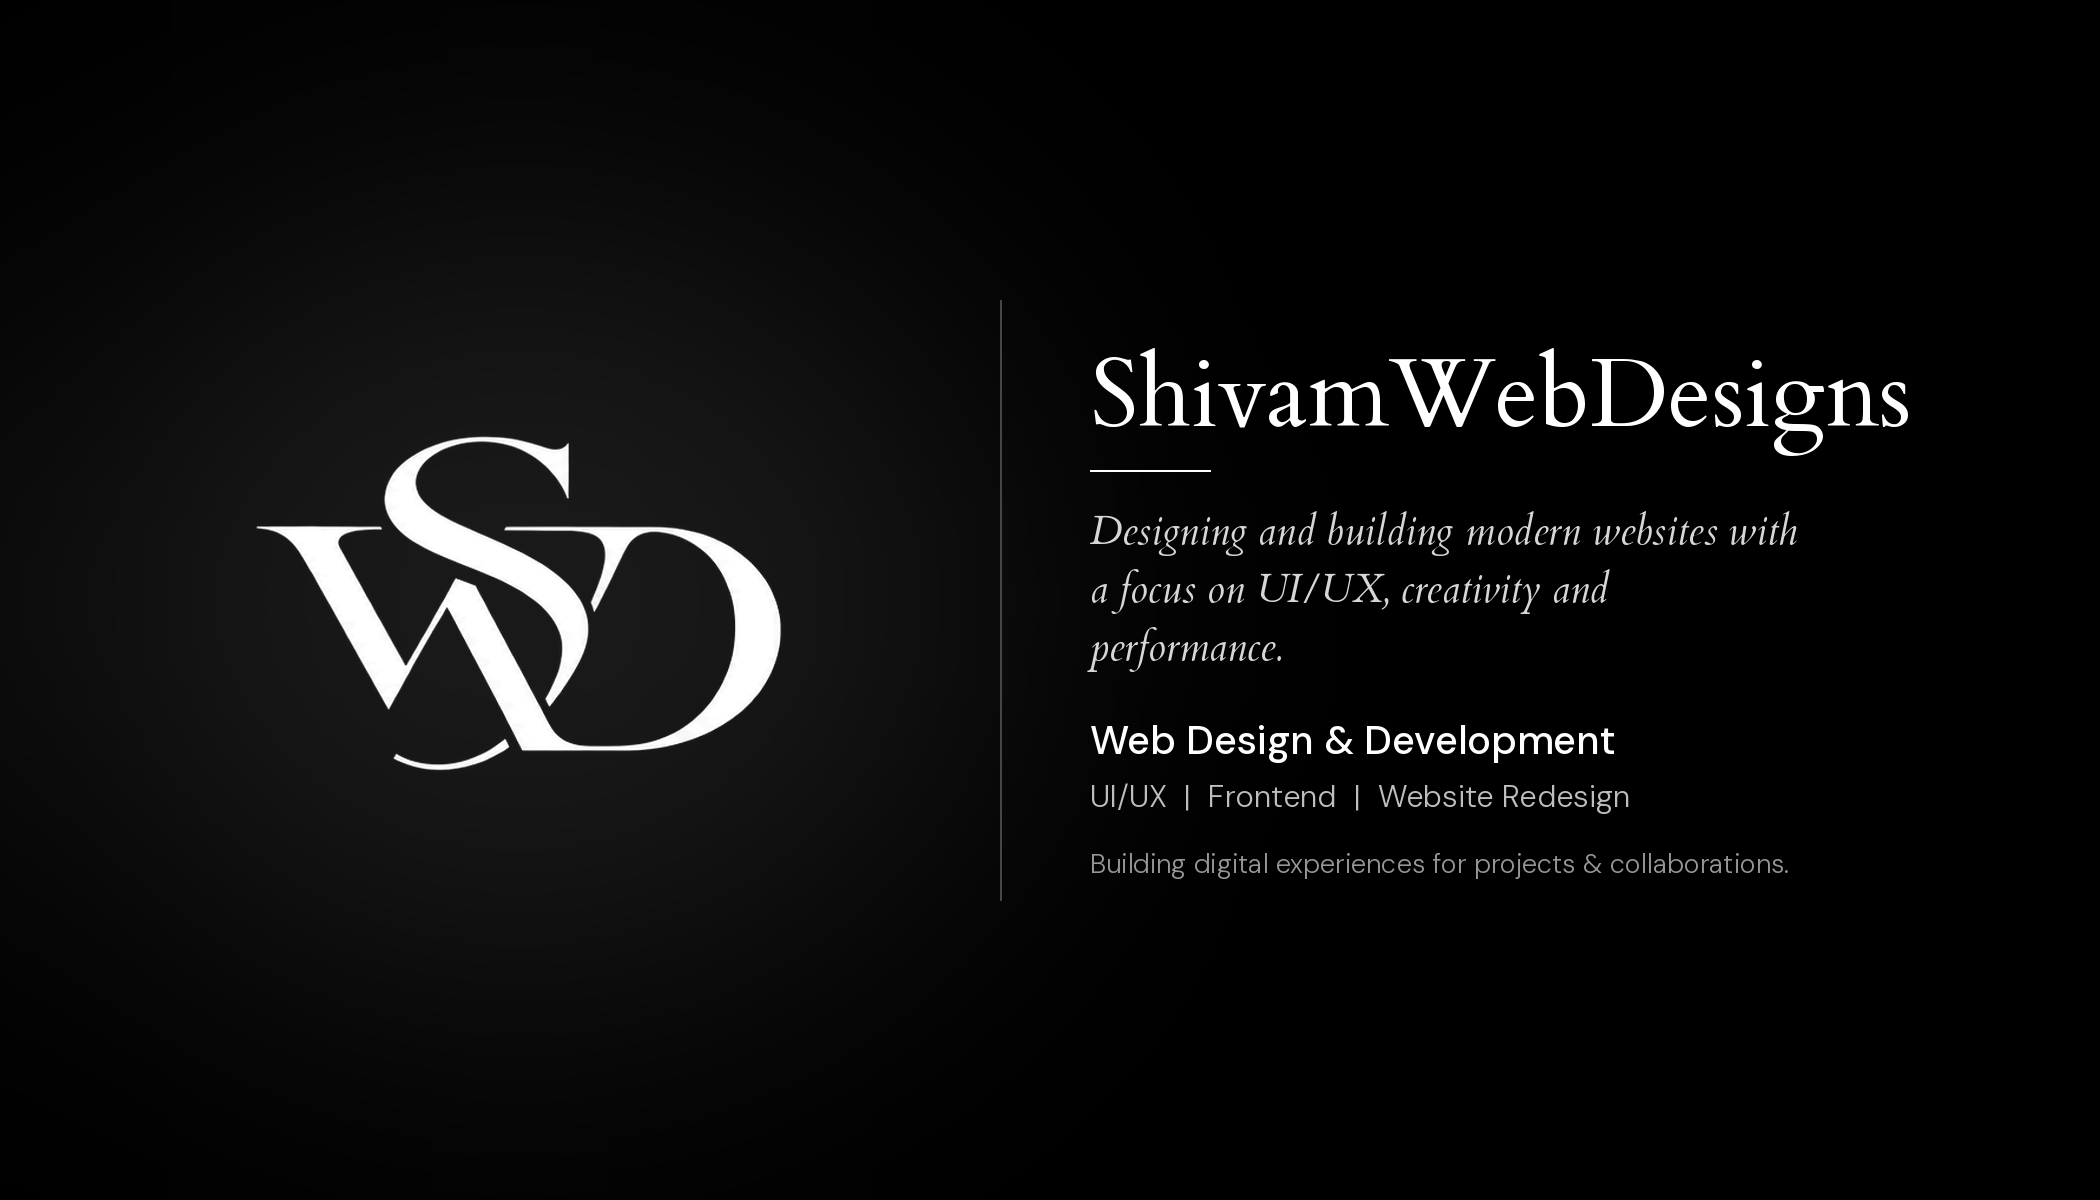 SWD
ShivamWebDesigns
Designing and building modern websites with
a focus on UI/UX, creativity and
performance.
Web Design & Development
UI/UX | Frontend | Website Redesign
Building digital experiences for projects & collaborations.